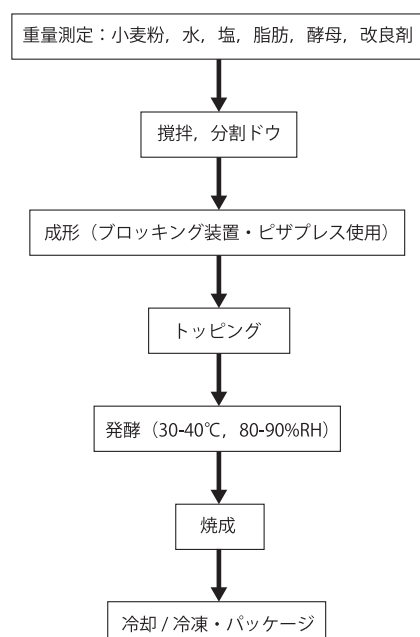 重量測定：小麦粉，水，塩，脂肪，酵母，改良剤
撹拌，分割ドウ
成形（ブロッキング装置・ピザプレス使用）
トッピング
発酵（30-40℃，80-90%RH）
焼成
冷却 / 冷凍・パッケージ